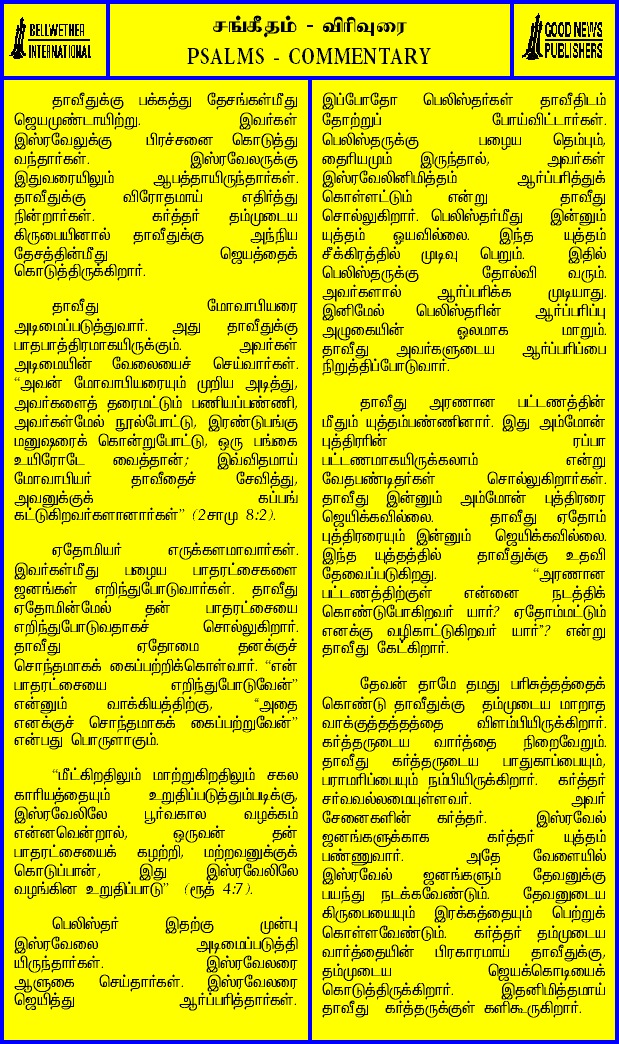 BELLWETHER
INTERNATIONAL
சங்கீதம் - விரிவுரை
PSALMS - COMMENTARY
GOOD NEWS
PUBLISHERS
தாவீதுக்கு பக்கத்து தேசங்கள்மீது
ஜெயமுண்டாயிற்று. இவர்கள்
இஸ்ரவேலுக்கு பிரச்சனை கொடுத்து
வந்தார்கள். இஸ்ரவேலருக்கு
இதுவரையிலும் ஆபத்தாயிருந்தார்கள்.
தாவீதுக்கு விரோதமாய் எதிர்த்து
நின்றார்கள். கர்த்தர் தம்முடைய
கிருபையினால் தாவீதுக்கு அந்நிய
தேசத்தின்மீது ஜெயத்தைக்
கொடுத்திருக்கிறார்.
தாவீது மோவாபியரை
அடிமைப்படுத்துவார். அது தாவீதுக்கு
பாதபாத்திரமாகயிருக்கும். அவர்கள்
அடிமையின் வேலையைச் செய்வார்கள்.
“அவன் மோவாபியரையும் முறிய அடித்து,
அவர்களைத் தரைமட்டும் பணியப்பண்ணி,
அவர்கள்மேல் நூல்போட்டு, இரண்டுபங்கு
மனுஷரைக் கொன்றுபோட்டு, ஒரு பங்கை
உயிரோடே வைத்தான்; இவ்விதமாய்
மோவாபியர் தாவீதைச் சேவித்து,
அவனுக்குக் கப்பங்
கட்டுகிறவர்களானார்கள்” (2சாமு 8:2).
ஏதோமியர் எருக்களமாவார்கள்.
இவர்கள்மீது பழைய பாதரட்சைகளை
ஜனங்கள் எறிந்துபோடுவார்கள். தாவீது
ஏதோமின்மேல் தன் பாதரட்சையை
எறிந்துபோடுவதாகச் சொல்லுகிறார்.
தாவீது ஏதோமை தனக்குச்
சொந்தமாகக் கைப்பற்றிக்கொள்வார். “என்
பாதரட்சையை எறிந்துபோடுவேன்”
என்னும் வாக்கியத்திற்கு, “அதை
எனக்குச் சொந்தமாகக் கைப்பற்றுவேன்”
என்பது பொருளாகும்.
“மீட்கிறதிலும் மாற்றுகிறதிலும் சகல
காரியத்தையும் உறுதிப்படுத்தும்படிக்கு,
இஸ்ரவேலிலே பூர்வகால வழக்கம்
என்னவென்றால், ஒருவன் தன்
பாதரட்சையைக் கழற்றி, மற்றவனுக்குக்
கொடுப்பான், இது இஸ்ரவேலிலே
வழங்கின உறுதிப்பாடு” (ரூத் 4:7).
பெலிஸ்தர் இதற்கு முன்பு
இஸ்ரவேலை அடிமைப்படுத்தி
யிருந்தார்கள். இஸ்ரவேலரை
ஆளுகை செய்தார்கள். இஸ்ரவேலரை
ஜெயித்து ஆர்ப்பரித்தார்கள்.
இப்போதோ பெலிஸ்தர்கள் தாவீதிடம்
தோற்றுப் போய்விட்டார்கள்.
பெலிஸ்தருக்கு பழைய தெம்பும்,
தைரியமும் இருந்தால், அவர்கள்
இஸ்ரவேலினிமித்தம் ஆர்ப்பரித்துக்
கொள்ளட்டும் என்று தாவீது
சொல்லுகிறார். பெலிஸ்தர்மீது இன்னும்
யுத்தம் ஓயவில்லை. இந்த யுத்தம்
சீக்கிரத்தில் முடிவு பெறும். இதில்
பெலிஸ்தருக்கு தோல்வி வரும்.
அவர்களால் ஆர்ப்பரிக்க முடியாது.
இனிமேல் பெலிஸ்தரின் ஆர்ப்பரிப்பு
அழுகையின் ஓலமாக மாறும்.
தாவீது அவர்களுடைய ஆர்ப்பரிப்பை
நிறுத்திப்போடுவார்.
தாவீது அரணான பட்டணத்தின்
மீதும் யுத்தம்பண்ணினார். இது அம்மோன்
புத்திரரின் ரப்பா
பட்டணமாகயிருக்கலாம் என்று
வேதபண்டிதர்கள் சொல்லுகிறார்கள்.
தாவீது இன்னும் அம்மோன் புத்திரரை
ஜெயிக்கவில்லை. தாவீது ஏதோம்
புத்திரரையும் இன்னும் ஜெயிக்கவில்லை.
இந்த யுத்தத்தில் தாவீதுக்கு உதவி
தேவைப்படுகிறது. “அரணான
பட்டணத்திற்குள் என்னை நடத்திக்
கொண்டுபோகிறவர் யார்? ஏதோம்மட்டும்
எனக்கு வழிகாட்டுகிறவர் யார்”? என்று
தாவீது கேட்கிறார்.
தேவன் தாமே தமது பரிசுத்தத்தைக்
கொண்டு தாவீதுக்கு தம்முடைய மாறாத
வாக்குத்தத்தத்தை விளம்பியிருக்கிறார்.
கர்த்தருடைய வார்த்தை நிறைவேறும்.
தாவீது கர்த்தருடைய பாதுகாப்பையும்,
பராமரிப்பையும் நம்பியிருக்கிறார். கர்த்தர்
சர்வவல்லமையுள்ளவர். அவர்
சேனைகளின் கர்த்தர். இஸ்ரவேல்
ஜனங்களுக்காக கர்த்தர் யுத்தம்
பண்ணுவார். அதே வேளையில்
இஸ்ரவேல் ஜனங்களும் தேவனுக்கு
பயந்து நடக்கவேண்டும். தேவனுடைய
கிருபையையும் இரக்கத்தையும் பெற்றுக்
கொள்ளவேண்டும். கர்த்தர் தம்முடைய
வார்த்தையின் பிரகாரமாய் தாவீதுக்கு,
தம்முடைய ஜெயக்கொடியைக்
கொடுத்திருக்கிறார். இதனிமித்தமாய்
தாவீது கர்த்தருக்குள் களிகூருகிறார்.